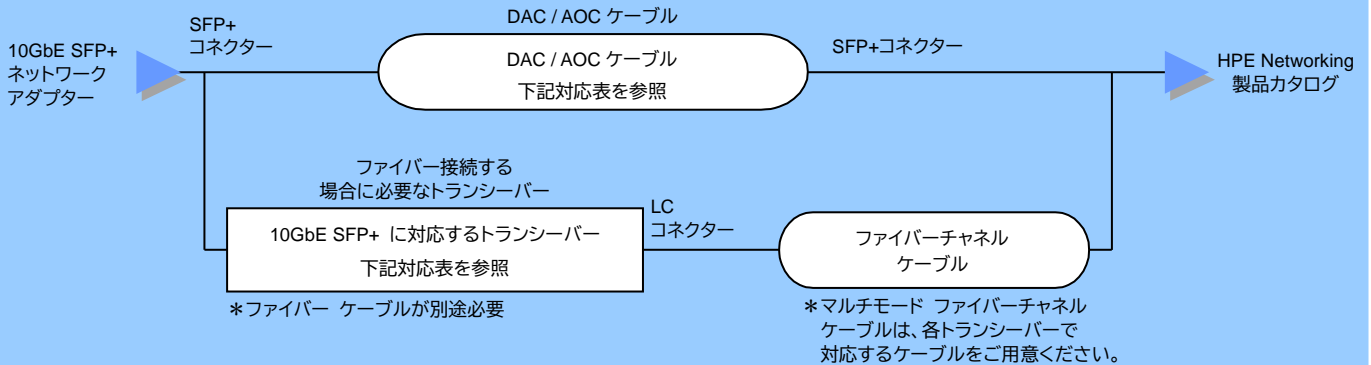 10GbE SFP+
ネットワーク
アダプター
SFP+
コネクター
DAC / AOC ケーブル
DAC / AOC ケーブル
下記対応表を参照
SFP+コネクター
HPE Networking
製品カタログ
ファイバー接続する
場合に必要なトランシーバー
10GbE SFP+ に対応するトランシーバー
下記対応表を参照
*ファイバー ケーブルが別途必要
LC
コネクター
ファイバーチャネル
ケーブル
*マルチモード ファイバーチャネル
ケーブルは、各トランシーバーで
対応するケーブルをご用意ください。